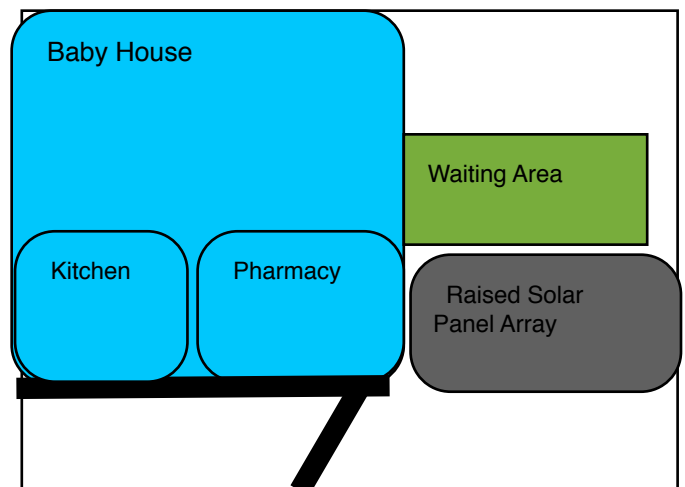 Baby House
Waiting Area
Kitchen
Pharmacy
Raised Solar
Panel Array